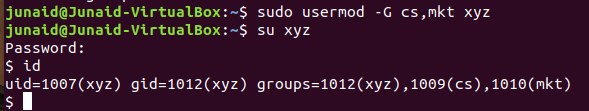 junaid@Junaid-VirtualBox:~$ sudo usermod -G cs,mkt xyz
junaid@Junaid-VirtualBox:~$ su xyz
Password:
$ id
uid=1007(xyz) gid=1012(xyz) groups=1012(xyz),1009(cs),1010(mkt)
$